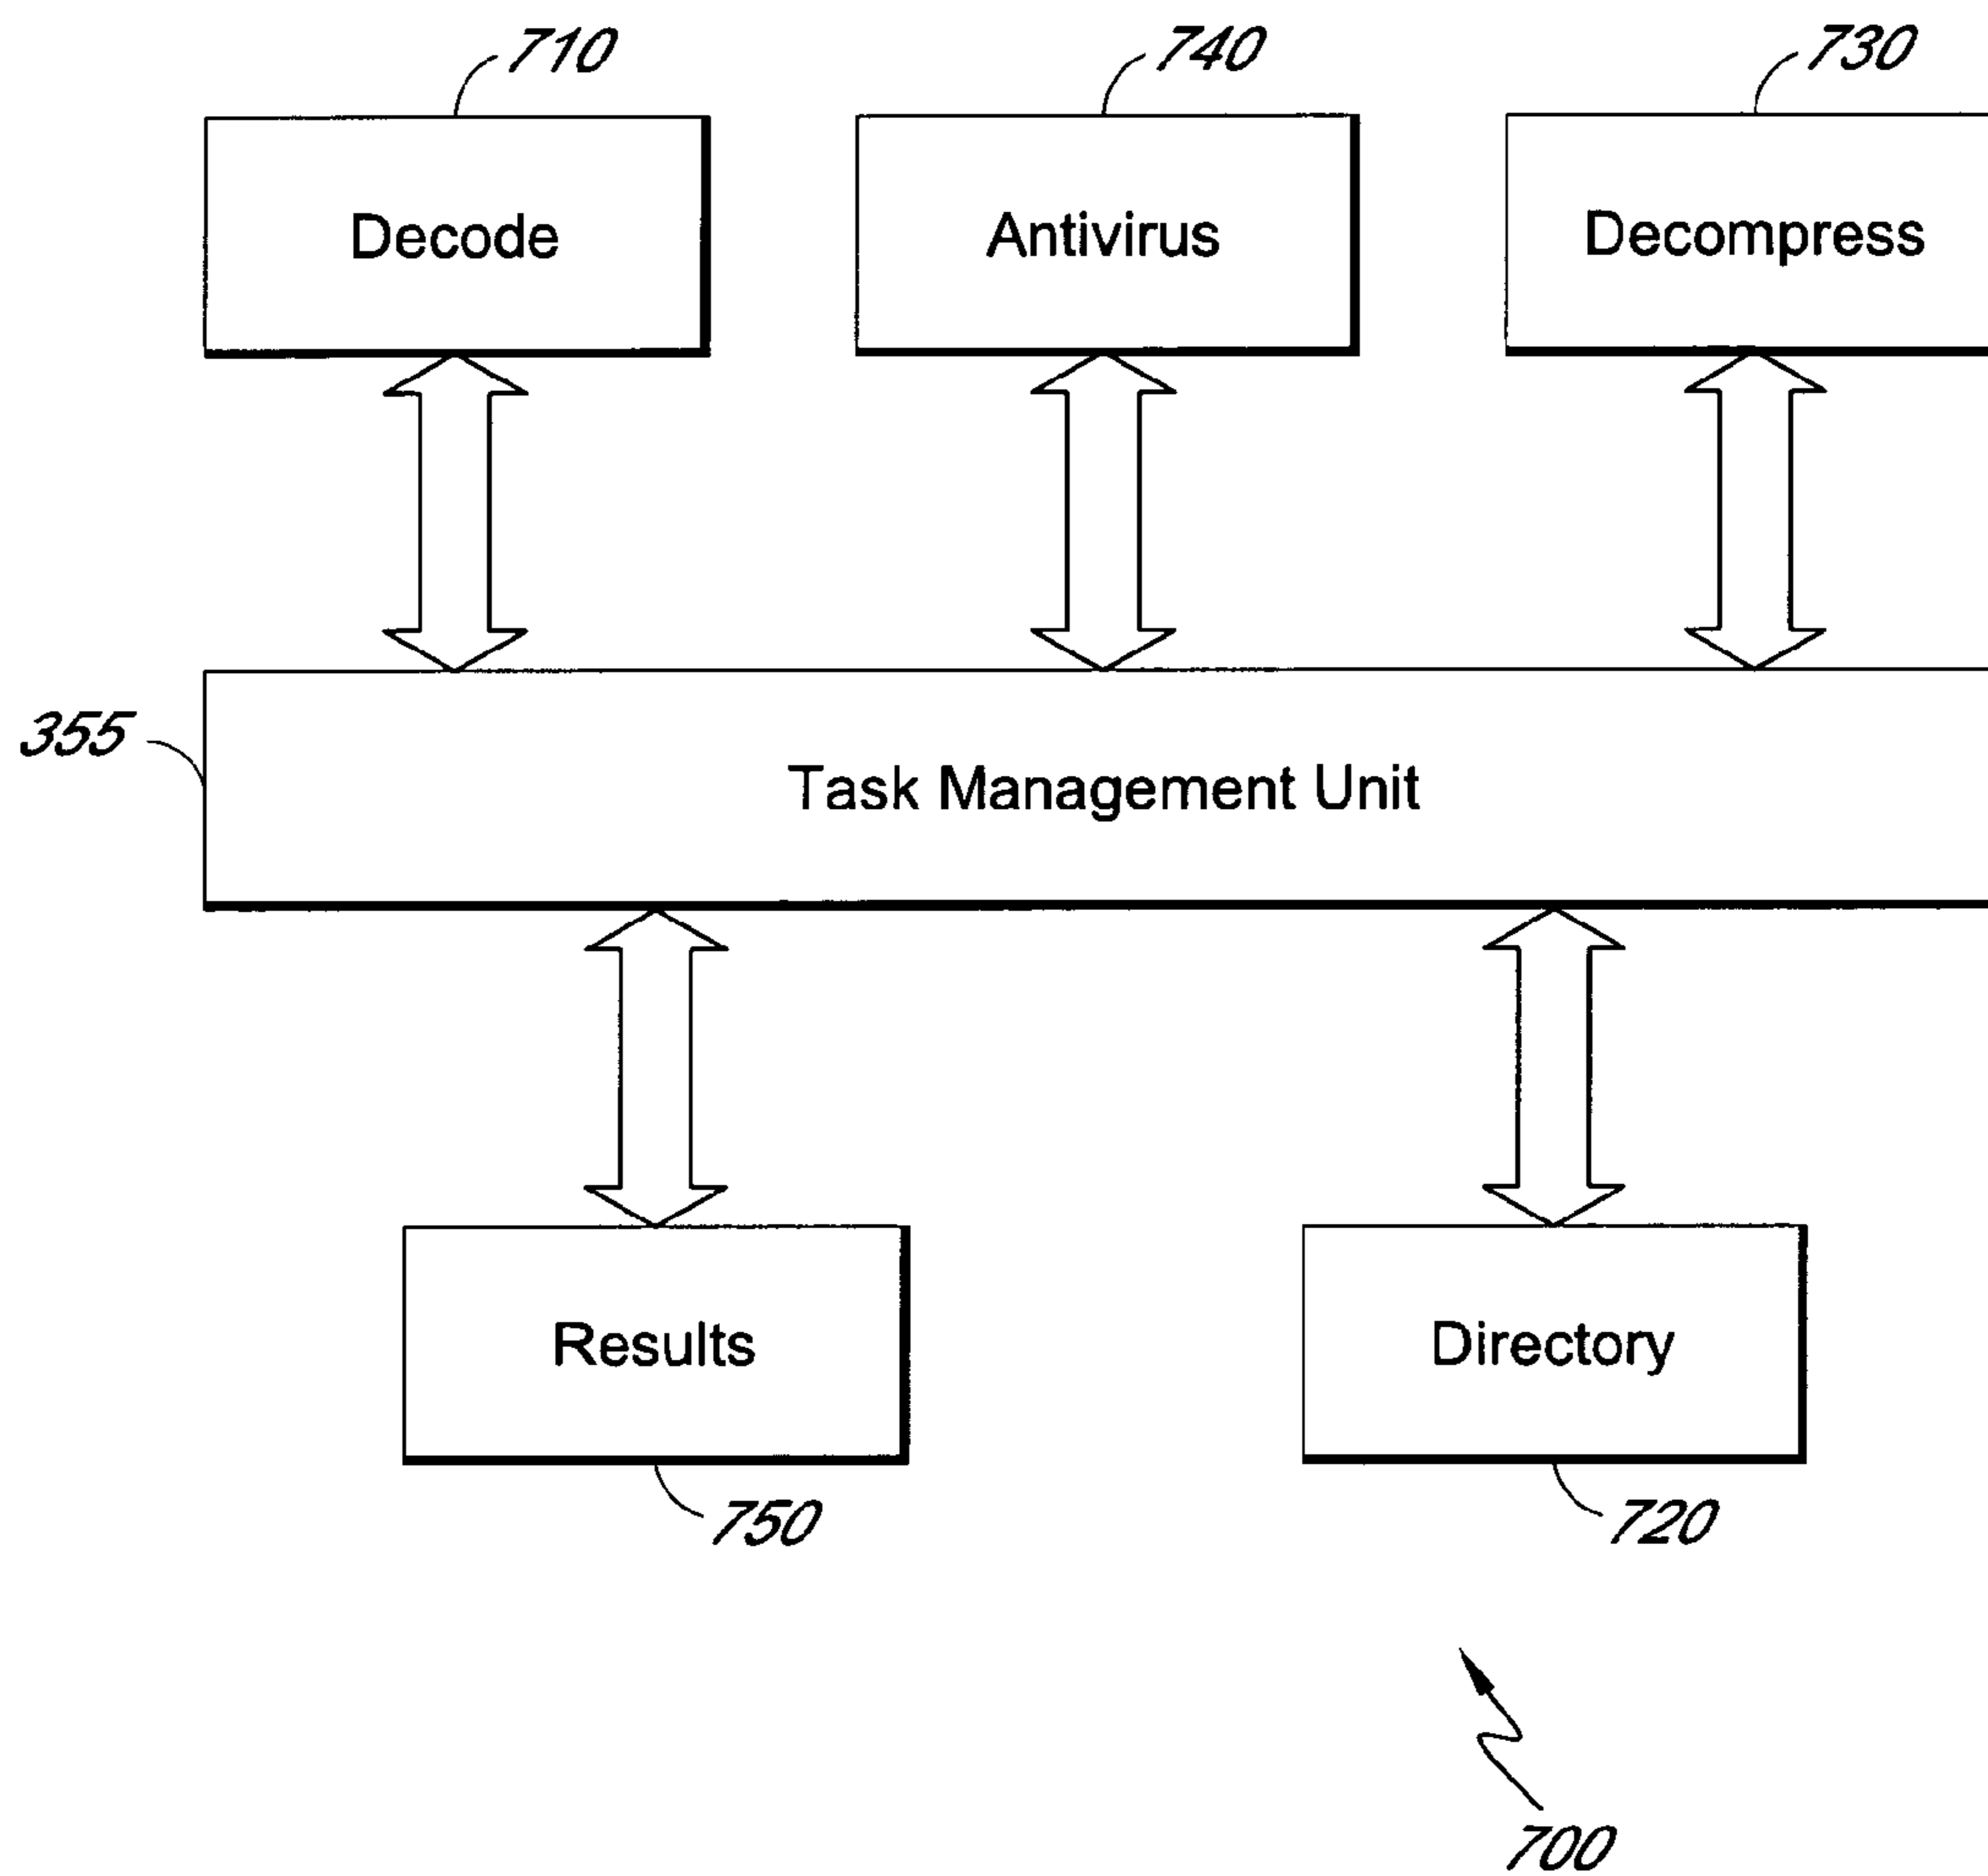 710
740
730
Decode
Antivirus
Decompress
355
Task Management Unit
Results
Directory
750
720
700